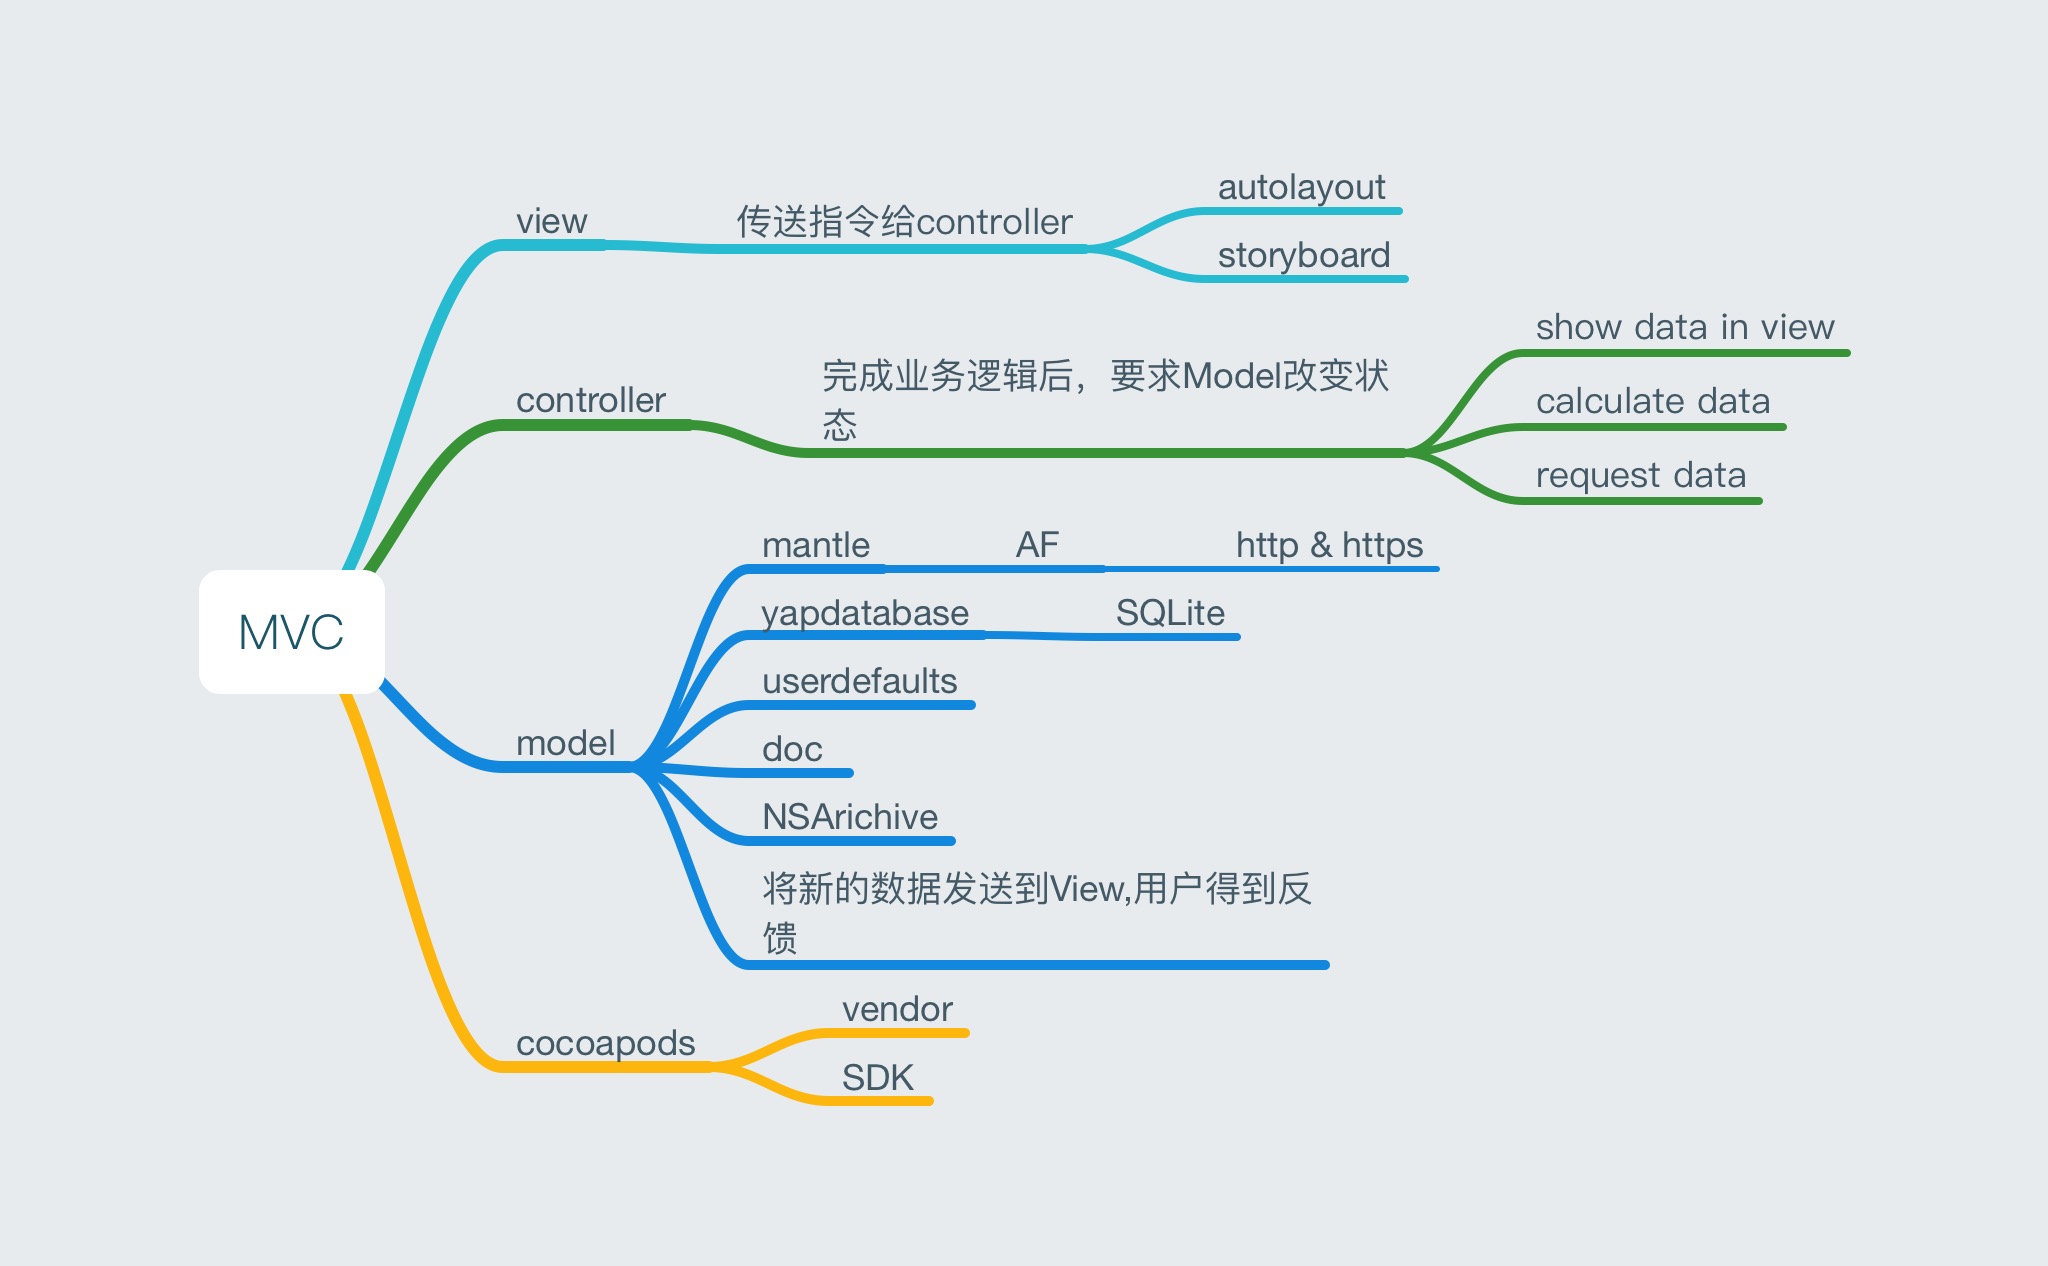 MVC
view
传送指令给controller
autolayout
storyboard
controller
完成业务逻辑后，要求Model改变状
态
show data in view
calculate data
request data
model
mantle
AF
http & https
yapdatabase
SQLite
userdefaults
doc
NSArichive
将新的数据发送到View,用户得到反
馈
cocoapods
vendor
SDK